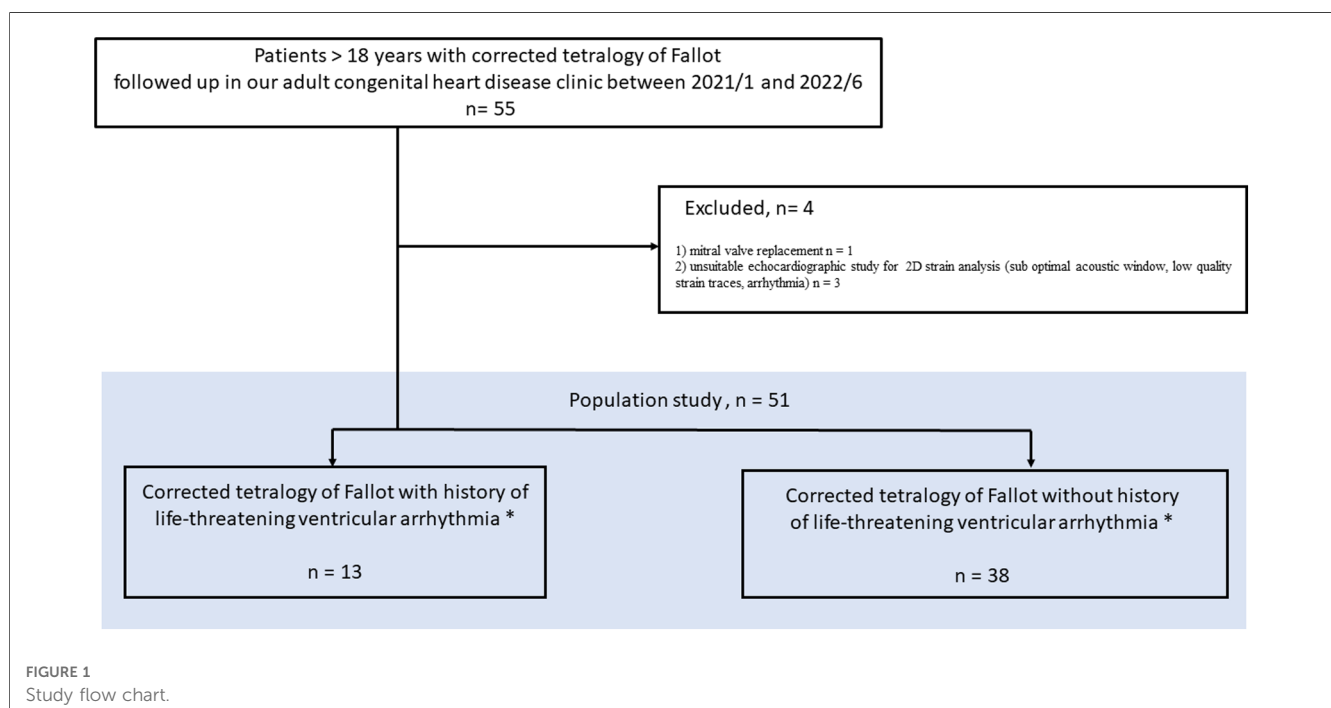 Patients > 18 years with corrected tetralogy of Fallot
followed up in our adult congenital heart disease clinic between 2021/1 and 2022/6
n= 55
Excluded, n= 4
1) mitral valve replacement n = 1
2) unsuitable echocardiographic study for 2D strain analysis (sub optimal acoustic window, low quality
strain traces, arrhythmia) n = 3
Population study , n = 51
Corrected tetralogy of Fallot with history of
life-threatening ventricular arrhythmia *
n = 13
Corrected tetralogy of Fallot without history
of life-threatening ventricular arrhythmia *
n = 38
FIGURE 1
Study flow chart.